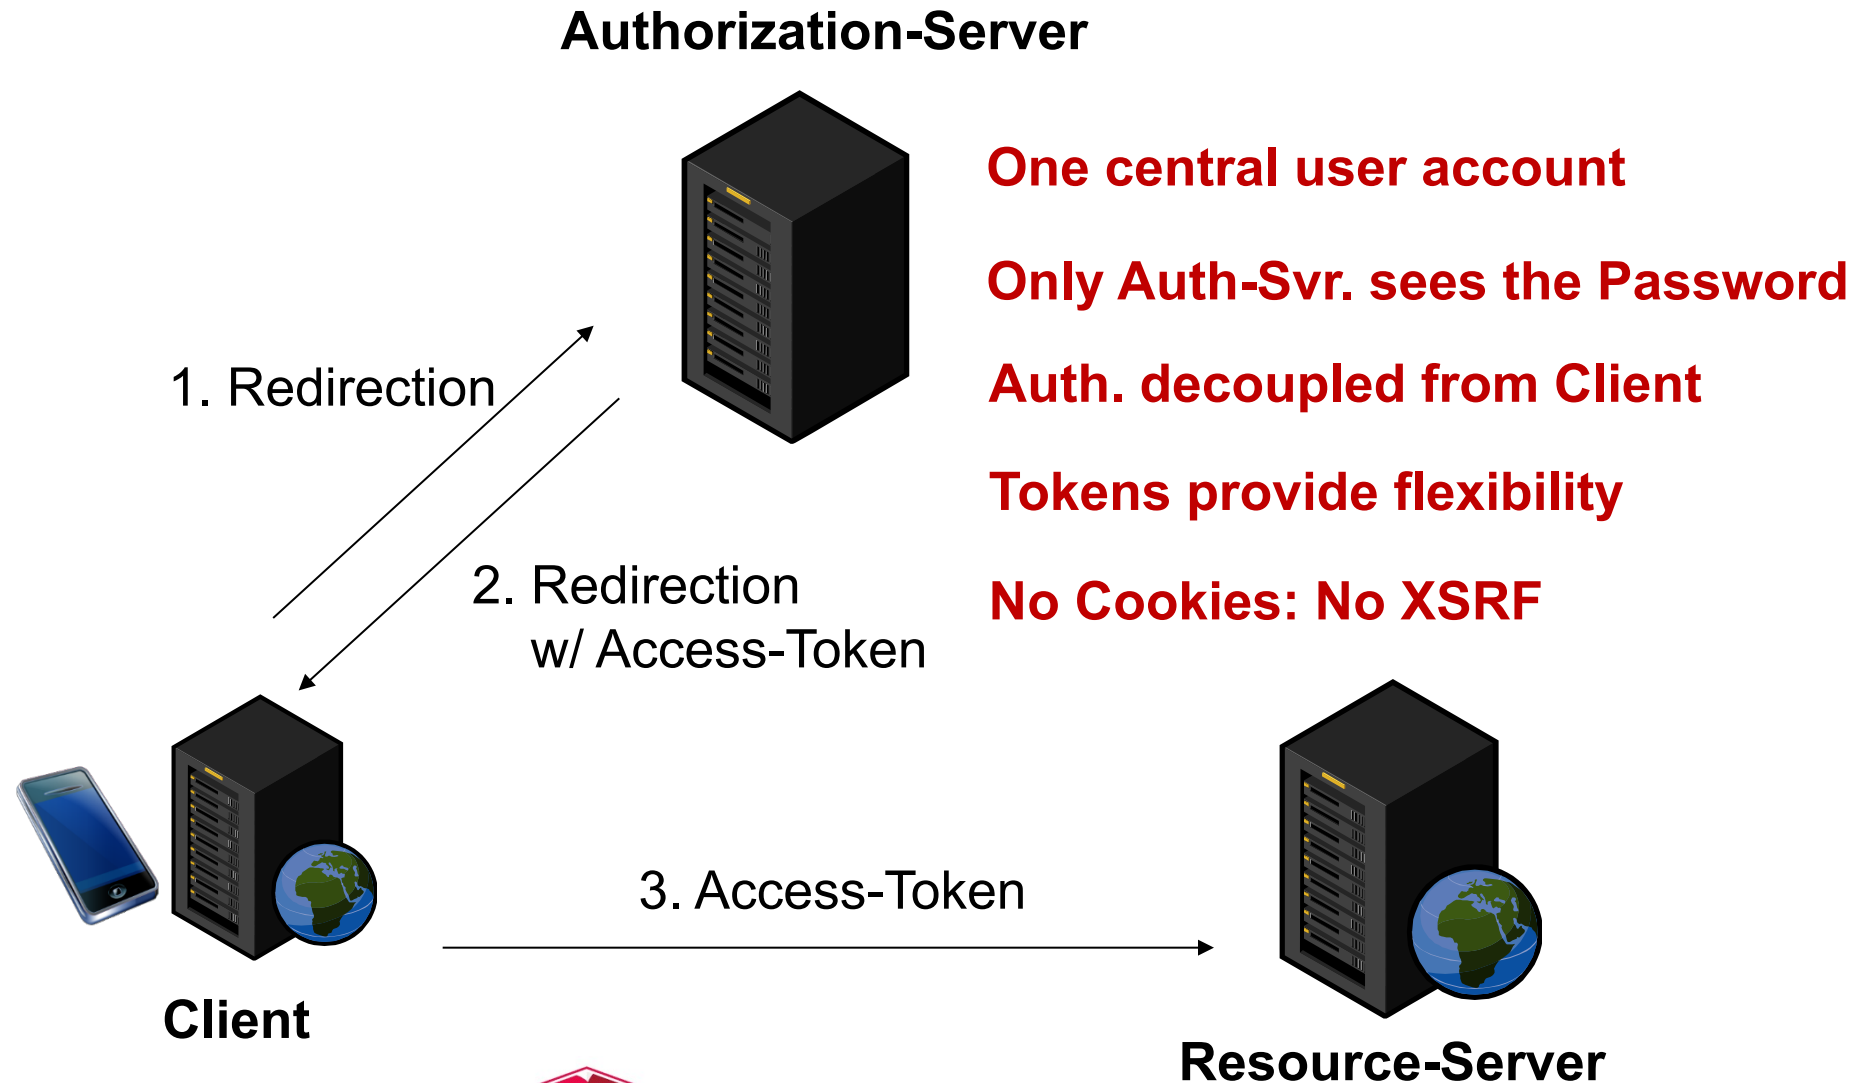 Authorization-Server
One central user account
Only Auth-Svr. sees the Password
1. Redirection
Auth. decoupled from Client
Tokens provide flexibility
2. Redirection
w/ Access-Token
No Cookies: No XSRF
3. Access-Token
Client
Resource-Server